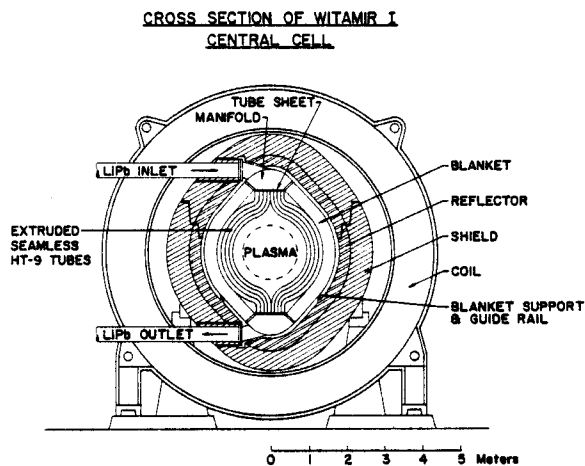 CROSS SECTION OF WITAMIR I
CENTRAL CELL
TUBE SHEET
MANIFOLD
LiPb INLET
BLANKET
REFLECTOR
EXTRUDED
SEAMLESS
HT-9 TUBES
PLASMA
SHIELD
COIL
BLANKET SUPPORT
& GUIDE RAIL
LiPb OUTLET
0 1 2 3 4 5 Meters